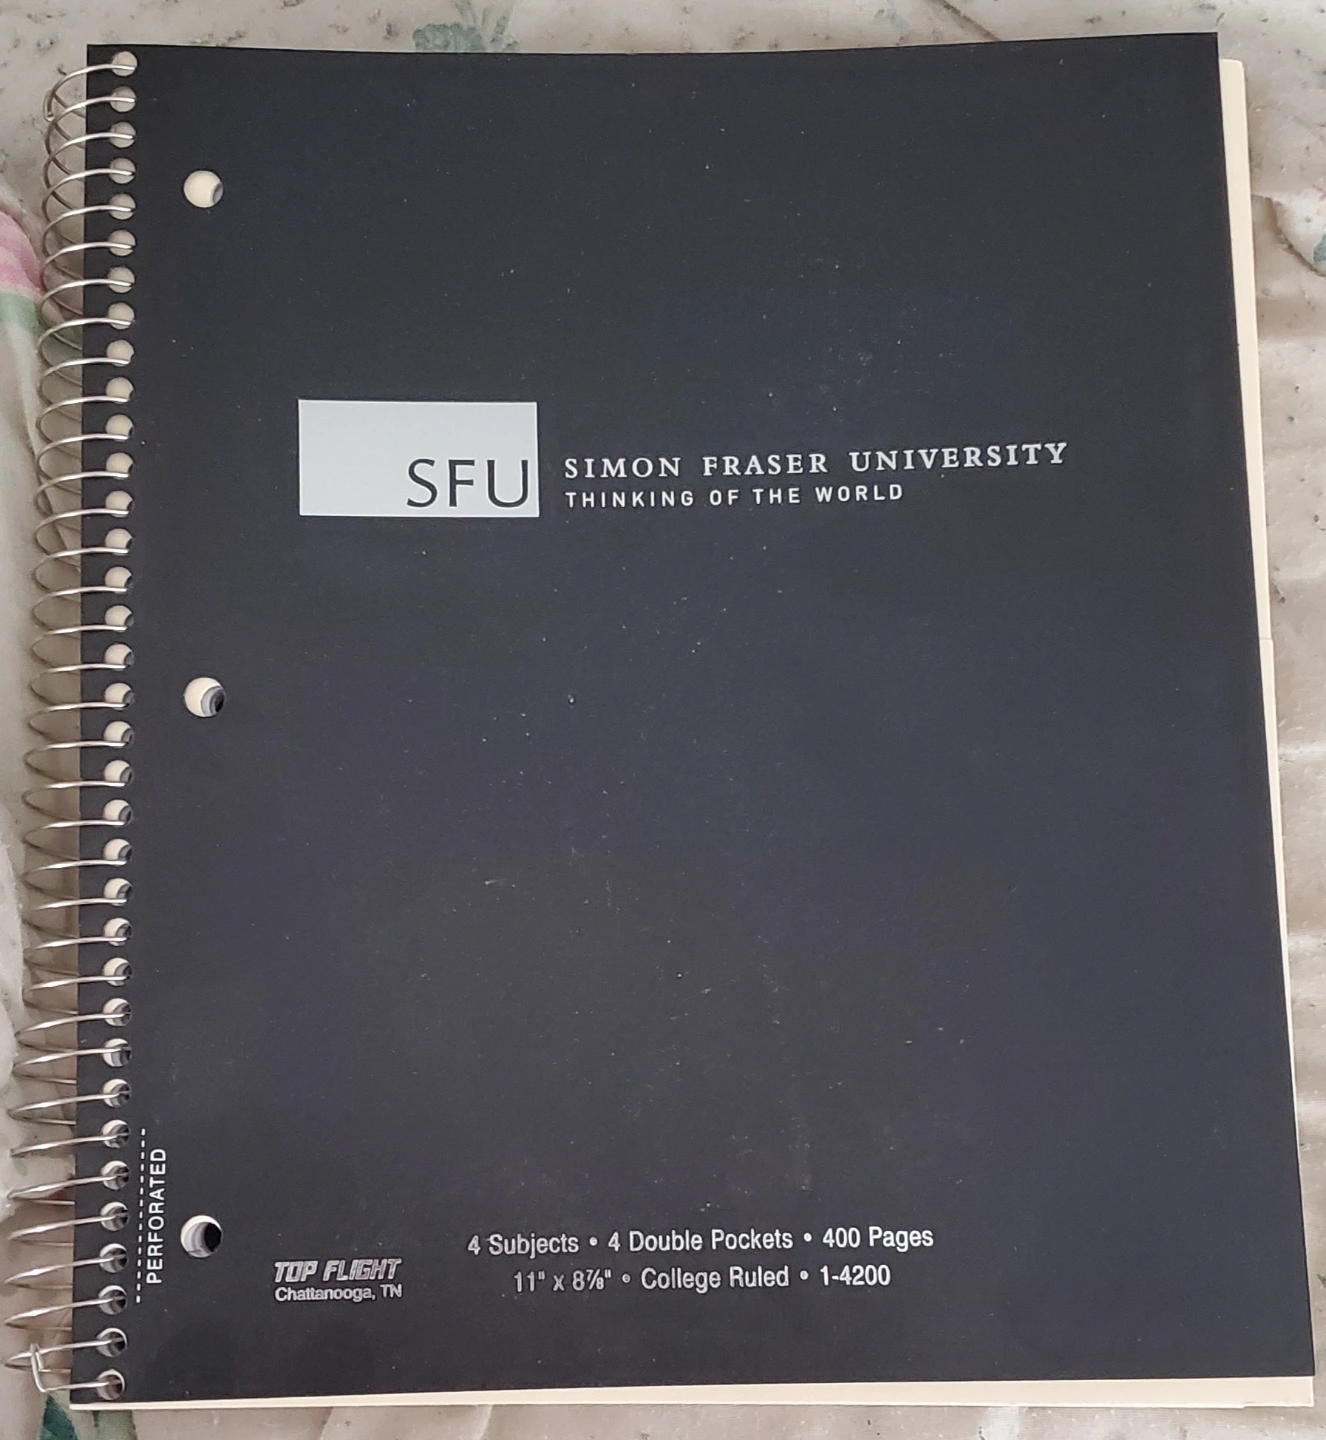 SFU
SIMON FRASER UNIVERSITY
THINKING OF THE WORLD
PERFORATED
TOP FLIGHT
Chattanooga, TN
4 Subjects • 4 Double Pockets • 400 Pages
11" x 8⅞" • College Ruled • 1-4200